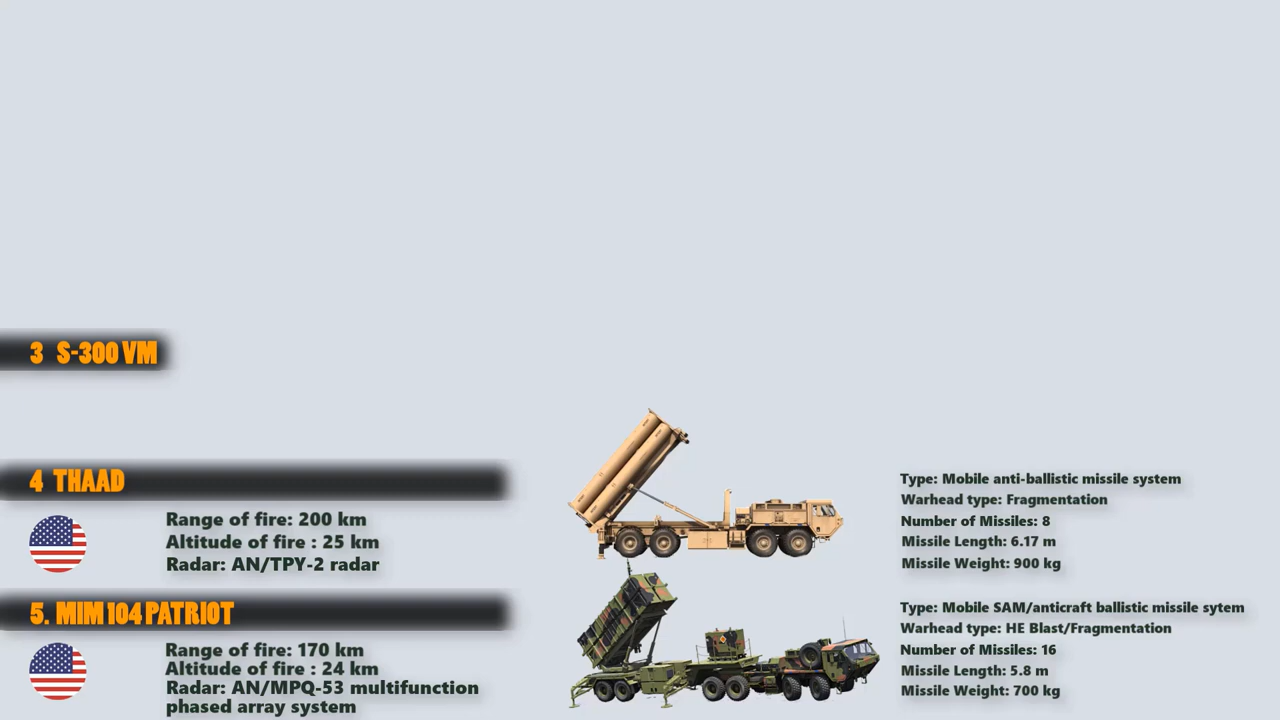 3 S-300 VM
4 THAAD
Range of fire: 200 km
Altitude of fire : 25 km
Radar: AN/TPY-2 radar
Type: Mobile anti-ballistic missile system
Warhead type: Fragmentation
Number of Missiles: 8
Missile Length: 6.17 m
Missile Weight: 900 kg
5. MIM 104 PATRIOT
Range of fire: 170 km
Altitude of fire : 24 km
Radar: AN/MPQ-53 multifunction
phased array system
Type: Mobile SAM/anticraft ballistic missile sytem
Warhead type: HE Blast/Fragmentation
Number of Missiles: 16
Missile Length: 5.8 m
Missile Weight: 700 kg